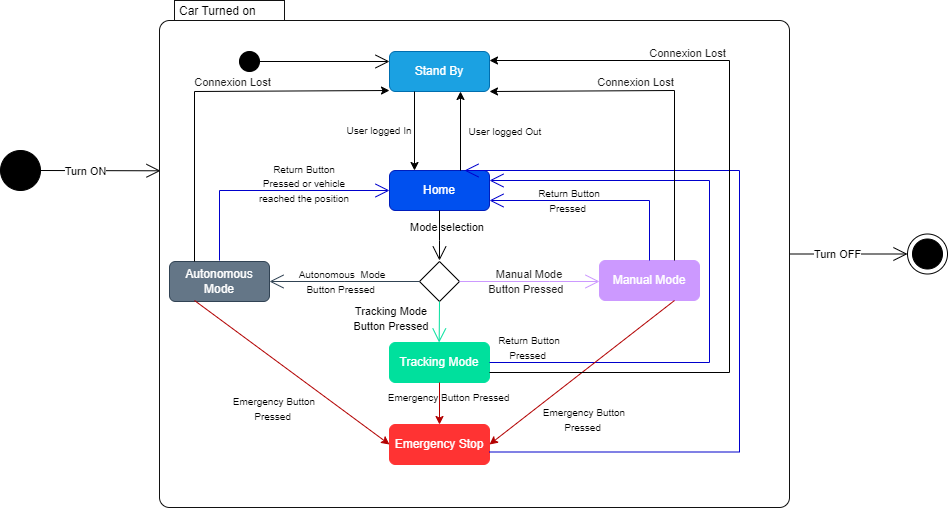 Car Turned on
Connexion Lost
Stand By
Connexion Lost
Connexion Lost
User logged In
User logged Out
Turn ON
Return Button
Pressed or vehicle
reached the position
Home
Return Button
Pressed
Mode selection
Turn OFF
Autonomous
Mode
Autonomous Mode
Button Pressed
Manual Mode
Button Pressed
Manual Mode
Tracking Mode
Button Pressed
Return Button
Pressed
Tracking Mode
Emergency Button Pressed
Emergency Button
Pressed
Emergency Button
Pressed
Emergency Stop